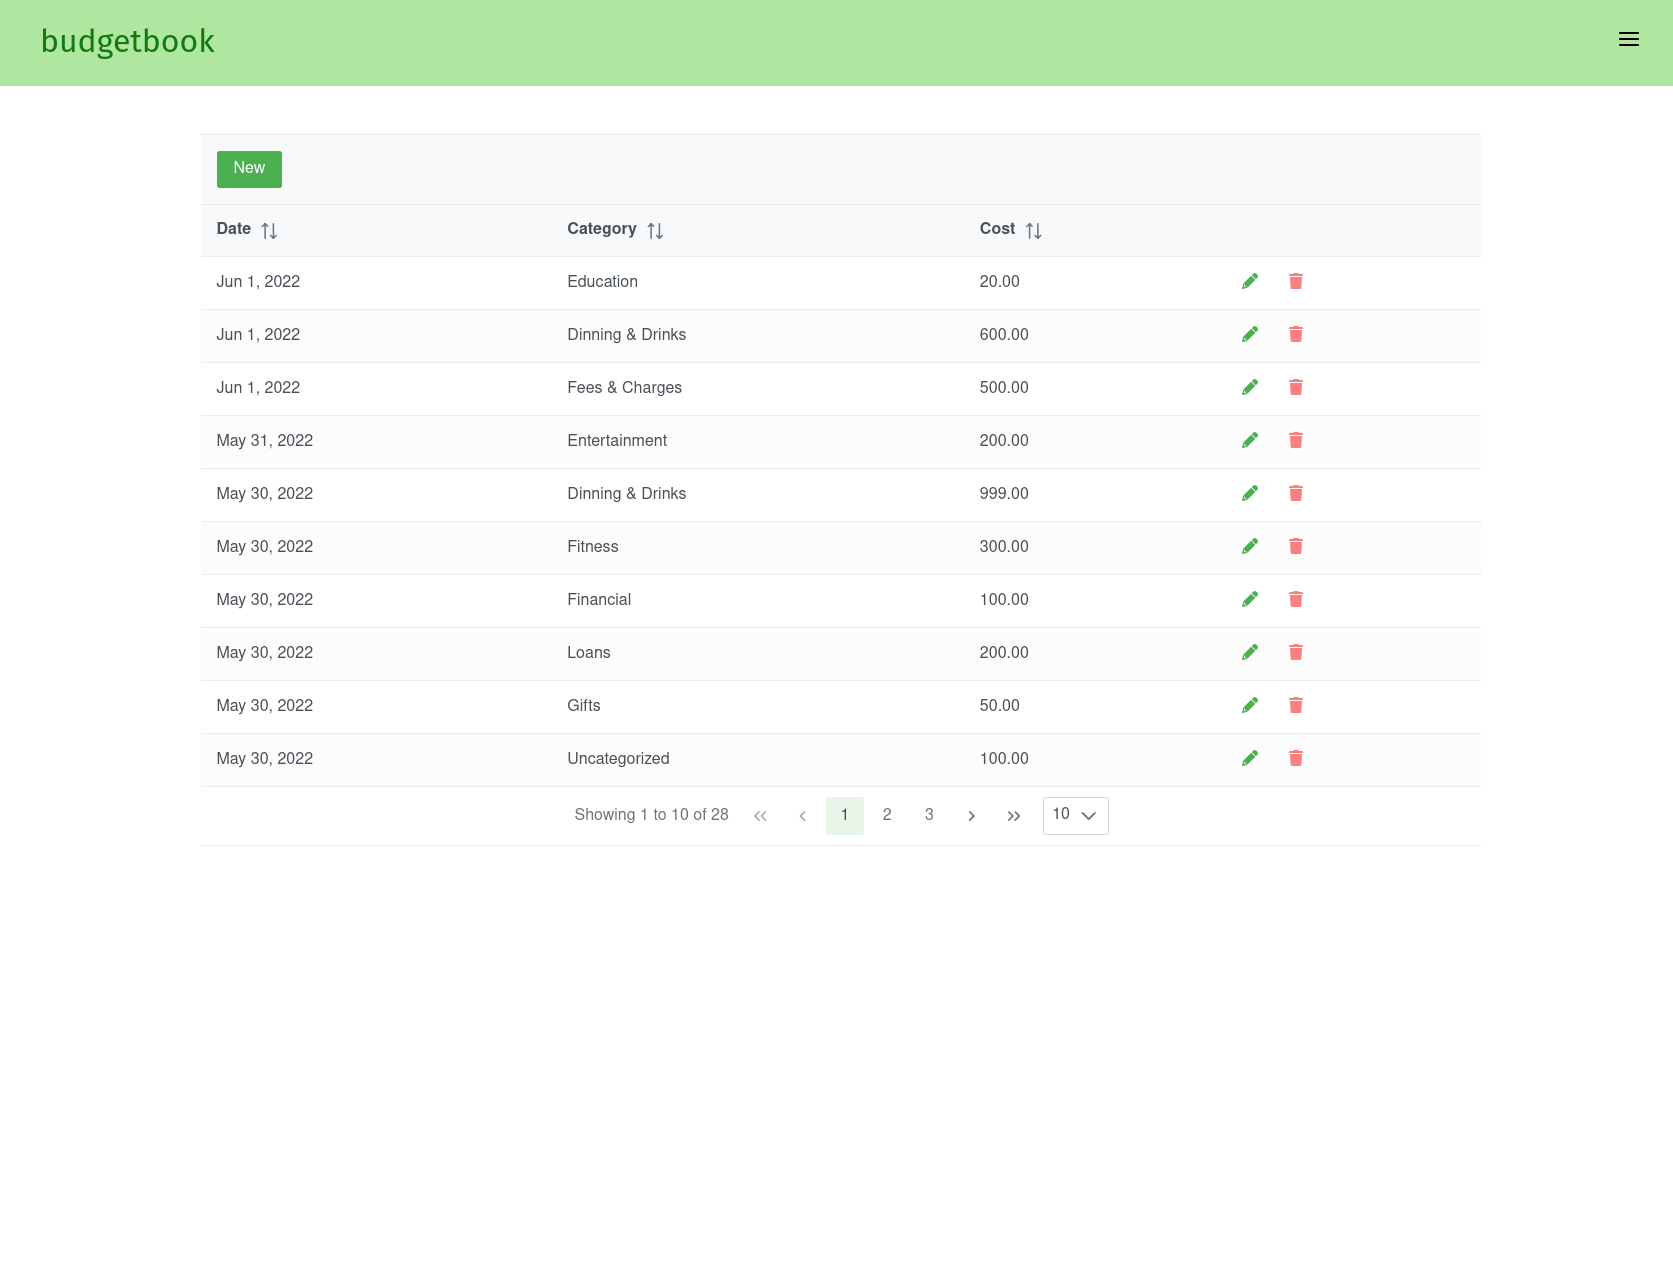 budgetbook
New
Date Category Cost
Jun 1, 2022 Education 20.00
Jun 1, 2022 Dinning & Drinks 600.00
Jun 1, 2022 Fees & Charges 500.00
May 31, 2022 Entertainment 200.00
May 30, 2022 Dinning & Drinks 999.00
May 30, 2022 Fitness 300.00
May 30, 2022 Financial 100.00
May 30, 2022 Loans 200.00
May 30, 2022 Gifts 50.00
May 30, 2022 Uncategorized 100.00
Showing 1 to 10 of 28 1 2 3 10